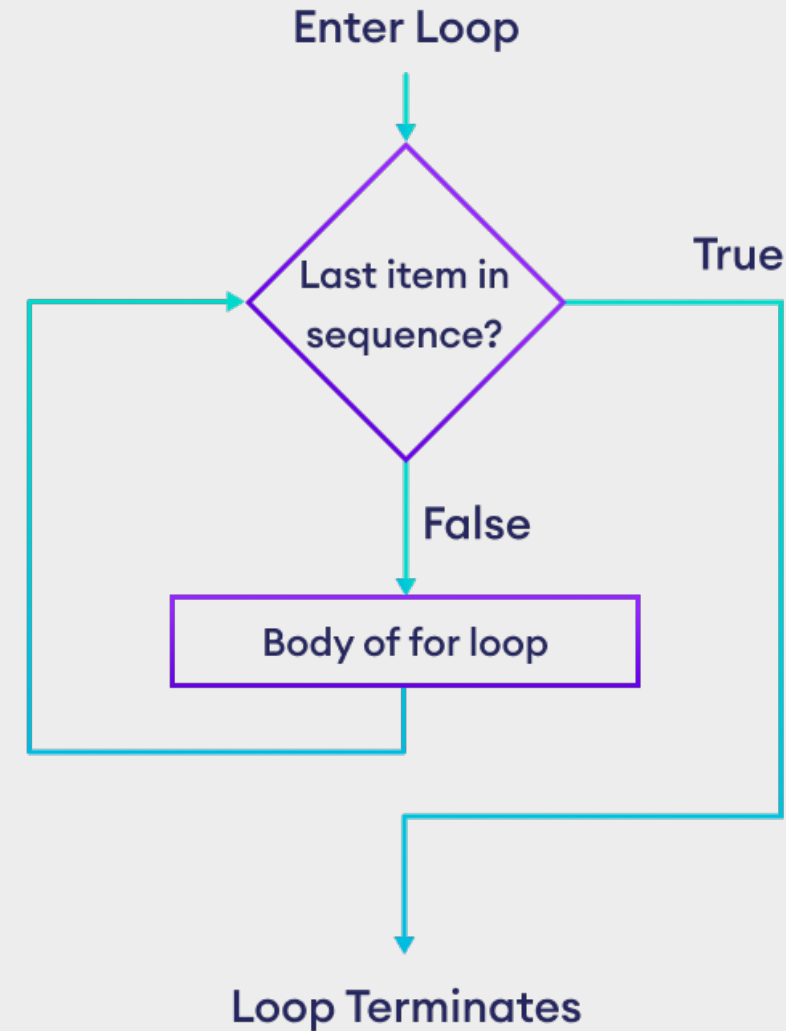 Enter Loop
True
Last item in
sequence?
False
Body of for loop
Loop Terminates